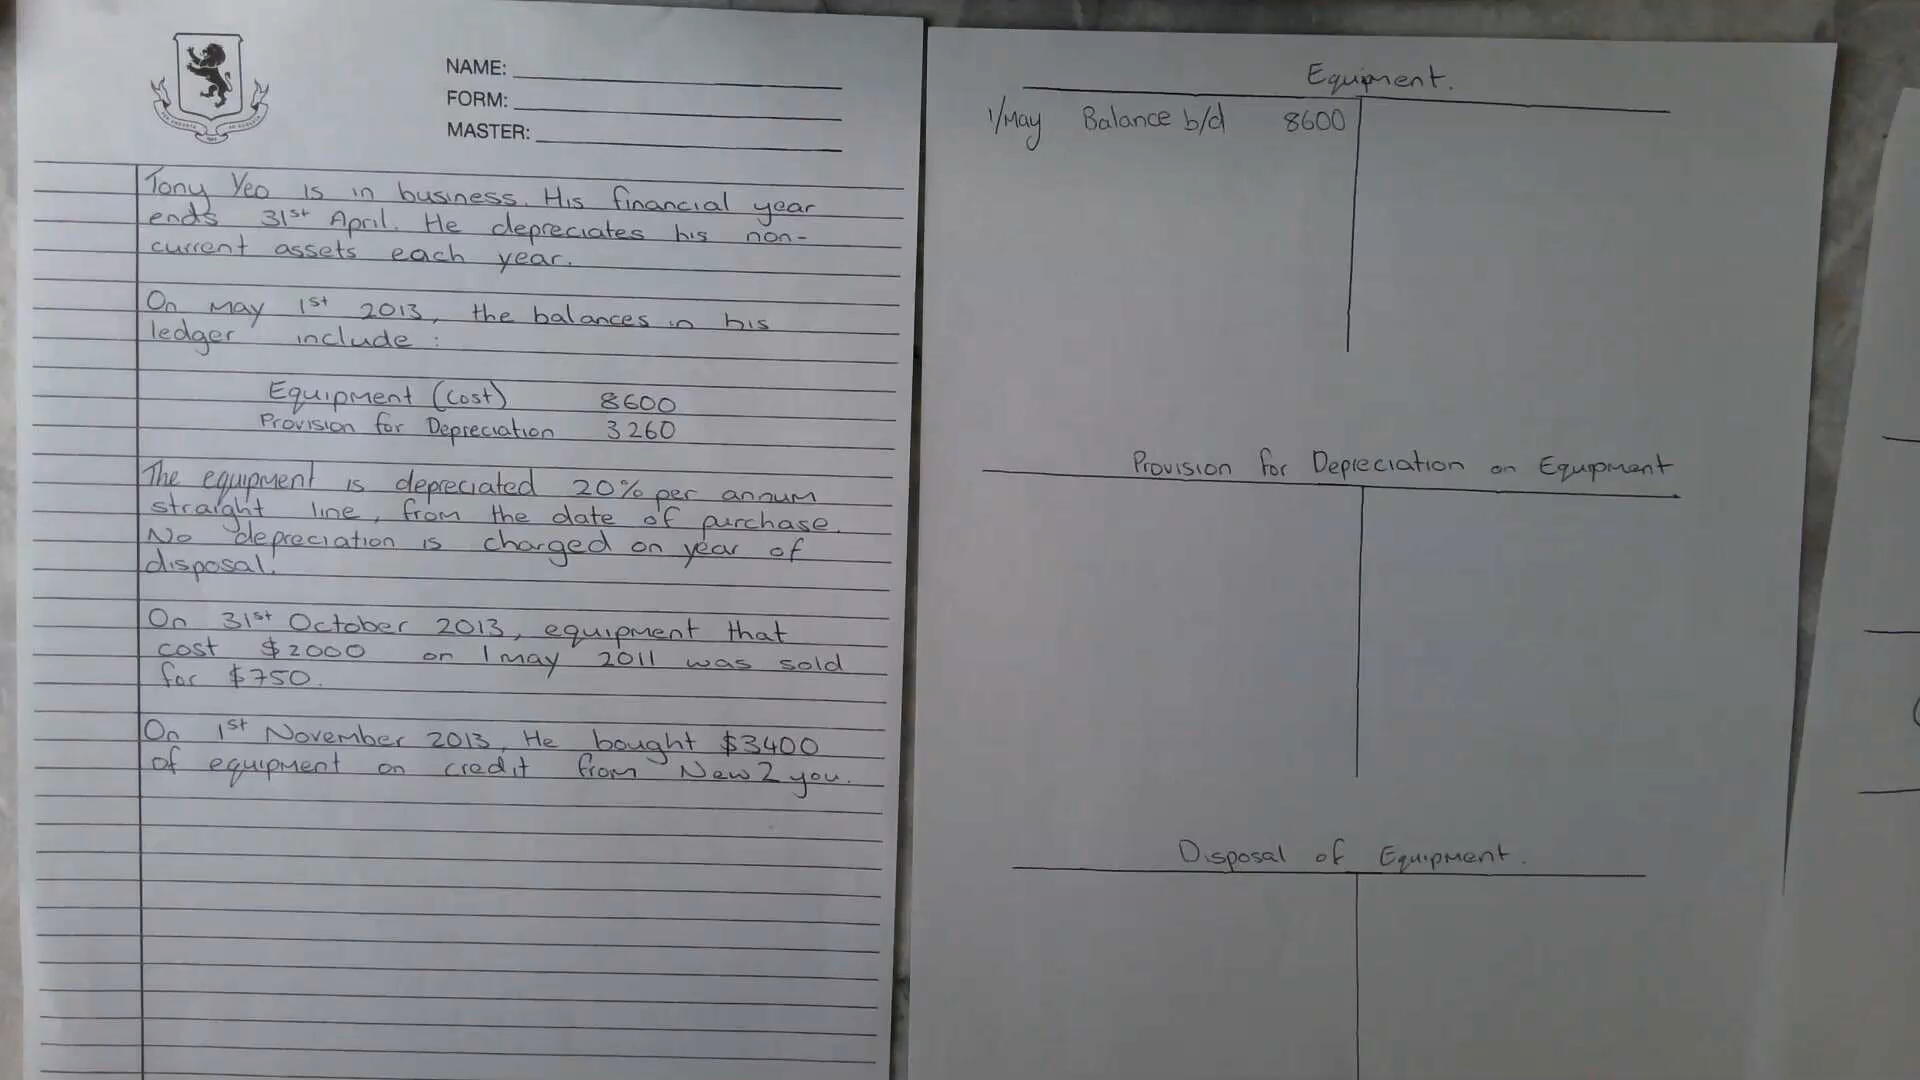 NAME:
FORM:
MASTER:
Tony Yeo is in business. His financial year
ends 31st April. He depreciates his non-
current assets each year.
On May 1st 2013, the balances in his
ledger include :
Equipment (cost) 8600
Provision for Depreciation 3260
The equipment is depreciated 20% per annum
straight line, from the date of purchase.
No depreciation is charged on year of
disposal.
On 31st October 2013, equipment that
cost $2000 on 1 may 2011 was sold
for $750.
On 1st November 2013, He bought $3400
of equipment on credit from New 2 you.
Equipment.
1/May Balance b/d 8600
Provision for Depreciation on Equipment
Disposal of Equipment.